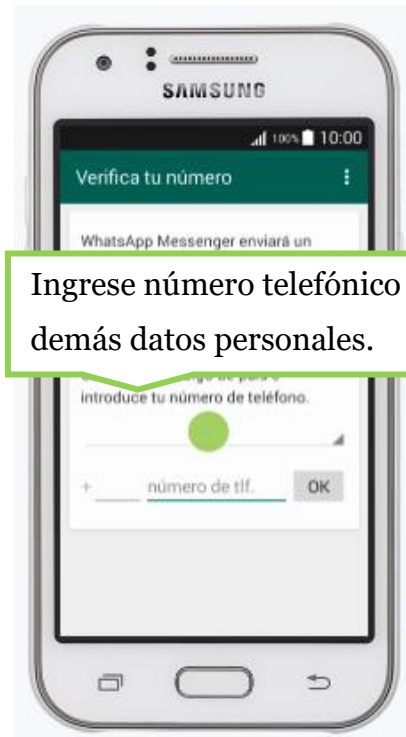 SAMSUNG
100% 10:00
Verifica tu número
WhatsApp Messenger enviará un
Ingrese número telefónico
demás datos personales.
introduce tu número de teléfono.
+ número de tlf. OK